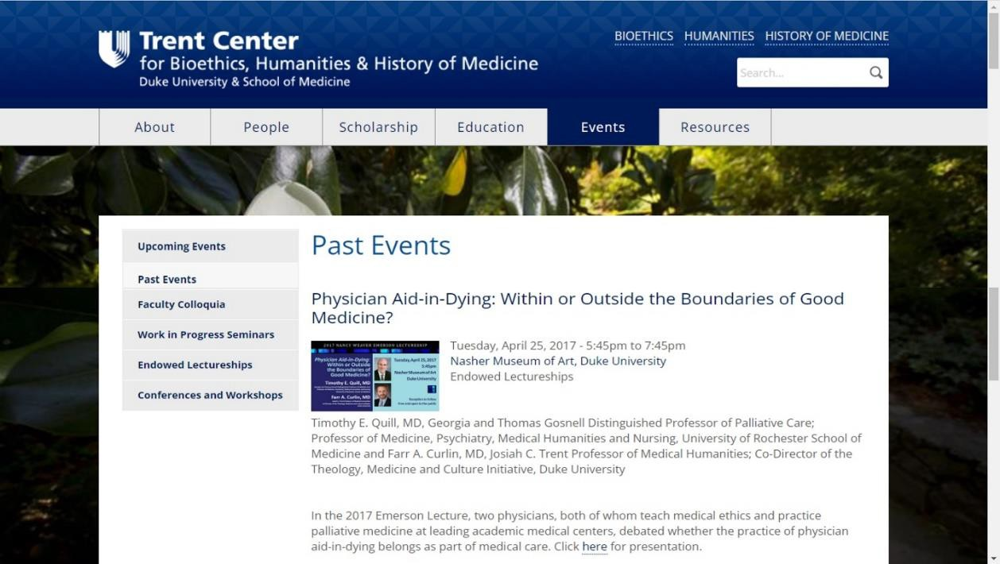 Trent Center
for Bioethics, Humanities & History of Medicine
Duke University & School of Medicine
BIOETHICS HUMANITIES HISTORY OF MEDICINE
Search...
About People Scholarship Education Events Resources
Upcoming Events
Past Events
Faculty Colloquia
Work in Progress Seminars
Endowed Lectureships
Conferences and Workshops
Past Events
Physician Aid-in-Dying: Within or Outside the Boundaries of Good
Medicine?
2017 NANCY WEAVER EMERSON LECTURESHIP
Physician Aid-in-Dying:
Within or Outside
the Boundaries of
Good Medicine?
Timothy E. Quill, MD
Farr A. Curlin, MD
Tuesday, April 25, 2017
5:45pm
Nasher Museum of Art
Duke University
Reception to follow
Free and open to the public
Tuesday, April 25, 2017 - 5:45pm to 7:45pm
Nasher Museum of Art, Duke University
Endowed Lectureships
Timothy E. Quill, MD, Georgia and Thomas Gosnell Distinguished Professor of Palliative Care;
Professor of Medicine, Psychiatry, Medical Humanities and Nursing, University of Rochester School of
Medicine and Farr A. Curlin, MD, Josiah C. Trent Professor of Medical Humanities; Co-Director of the
Theology, Medicine and Culture Initiative, Duke University
In the 2017 Emerson Lecture, two physicians, both of whom teach medical ethics and practice
palliative medicine at leading academic medical centers, debated whether the practice of physician
aid-in-dying belongs as part of medical care. Click here for presentation.